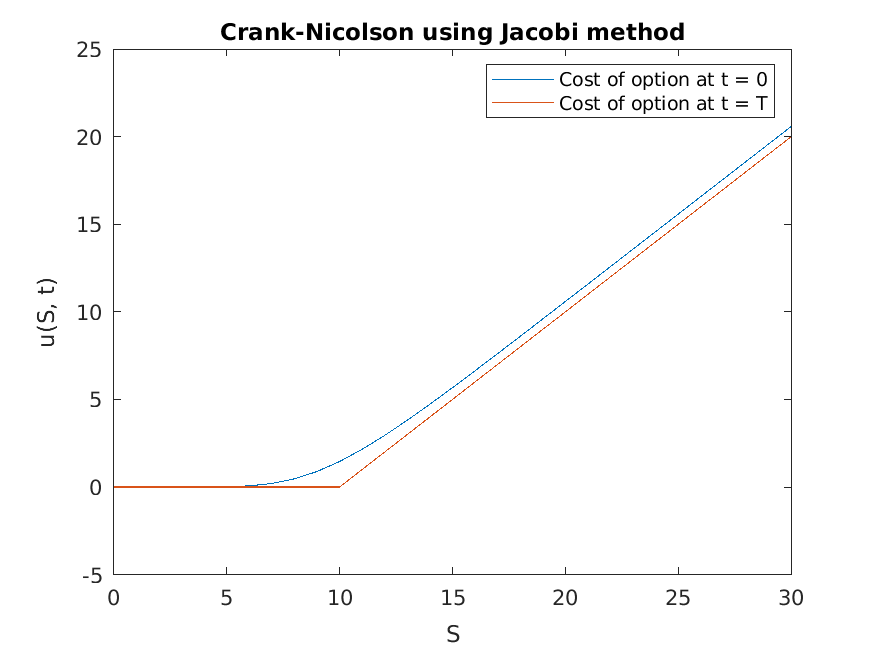 Crank-Nicolson using Jacobi method
Cost of option at t = 0
Cost of option at t = T
25
20
15
10
5
0
-5
u(S, t)
0 5 10 15 20 25 30
S